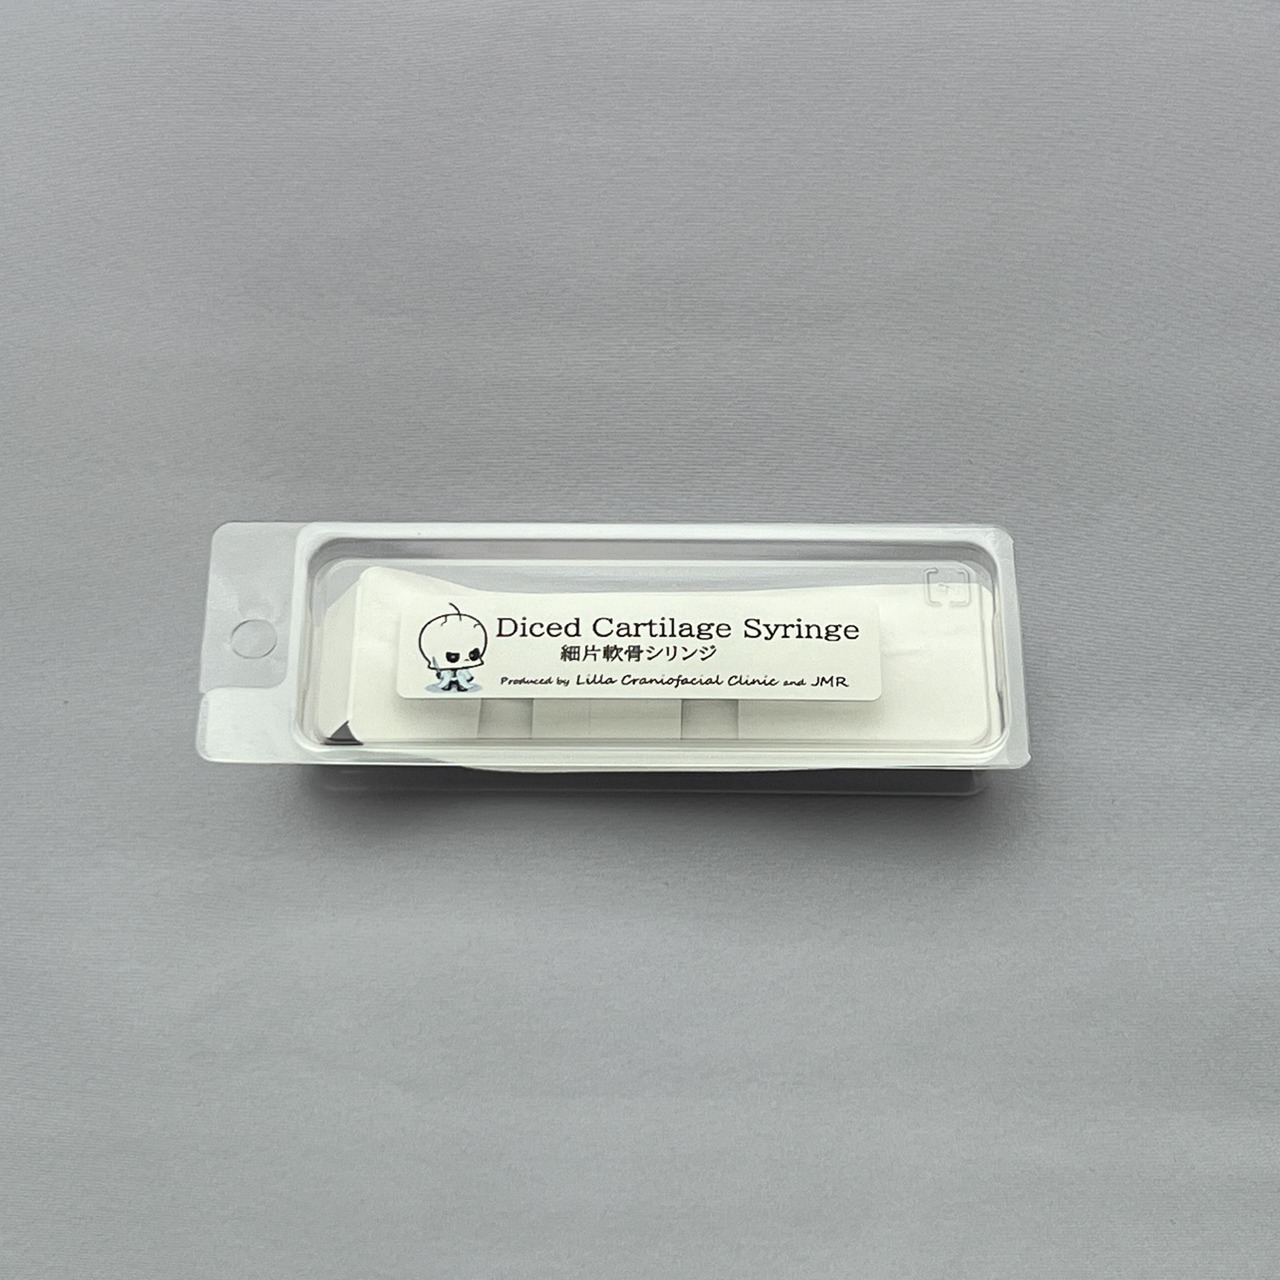 Diced Cartilage Syringe
細片軟骨シリンジ
Produced by Lilla Craniofacial Clinic and JMR